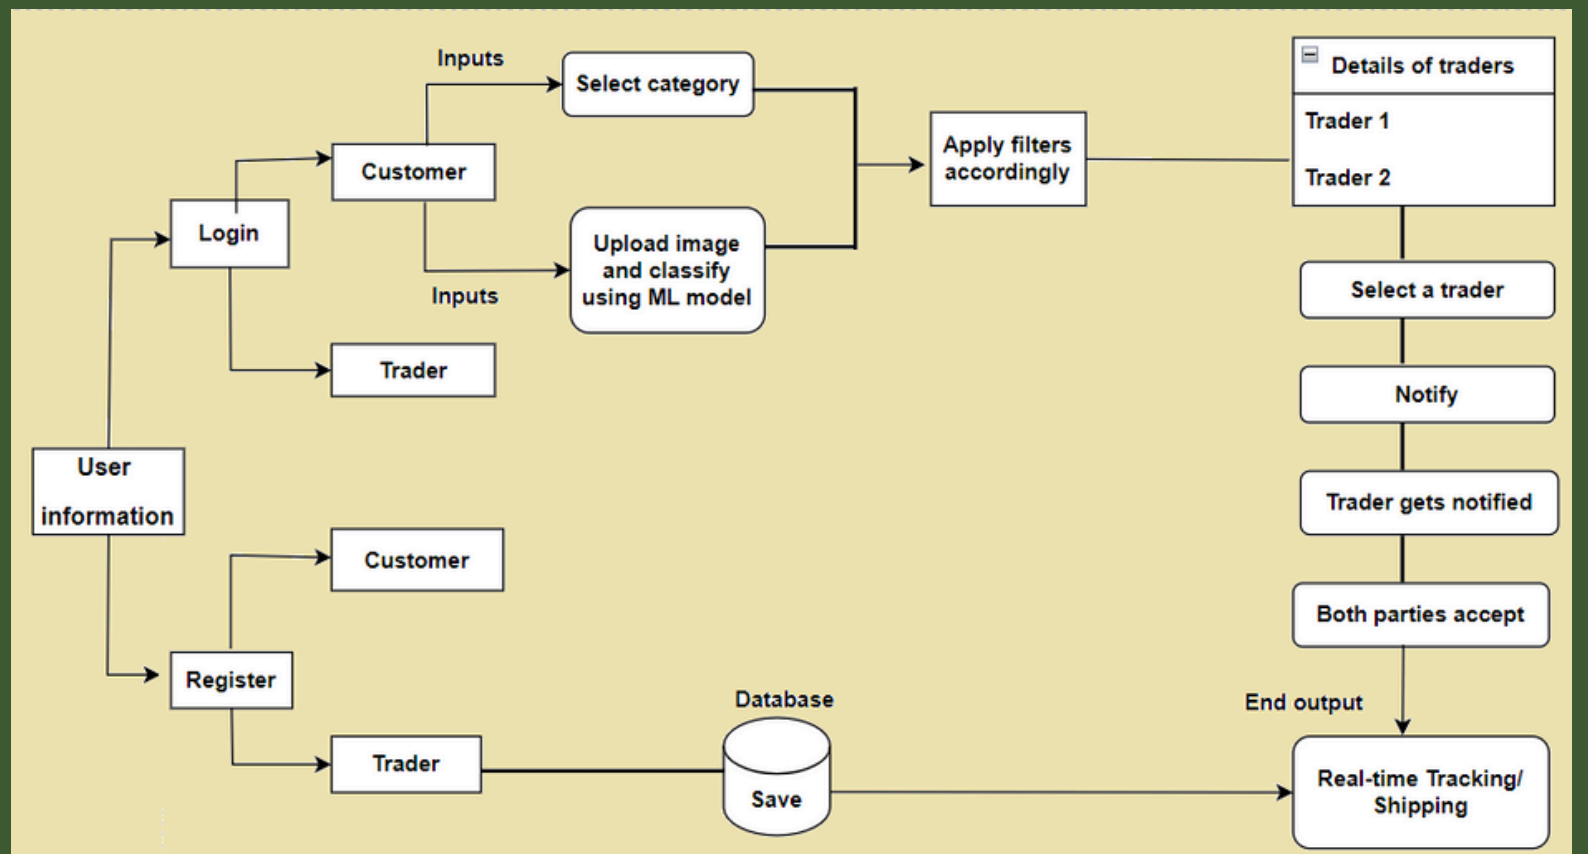 Inputs
Select category
Customer
Login
Upload image
and classify
using ML model
Inputs
Trader
Apply filters
accordingly
Details of traders
Trader 1
Trader 2
Select a trader
Notify
Trader gets notified
Both parties accept
End output
Real-time Tracking/
Shipping
User
information
Customer
Register
Trader
Database
Save